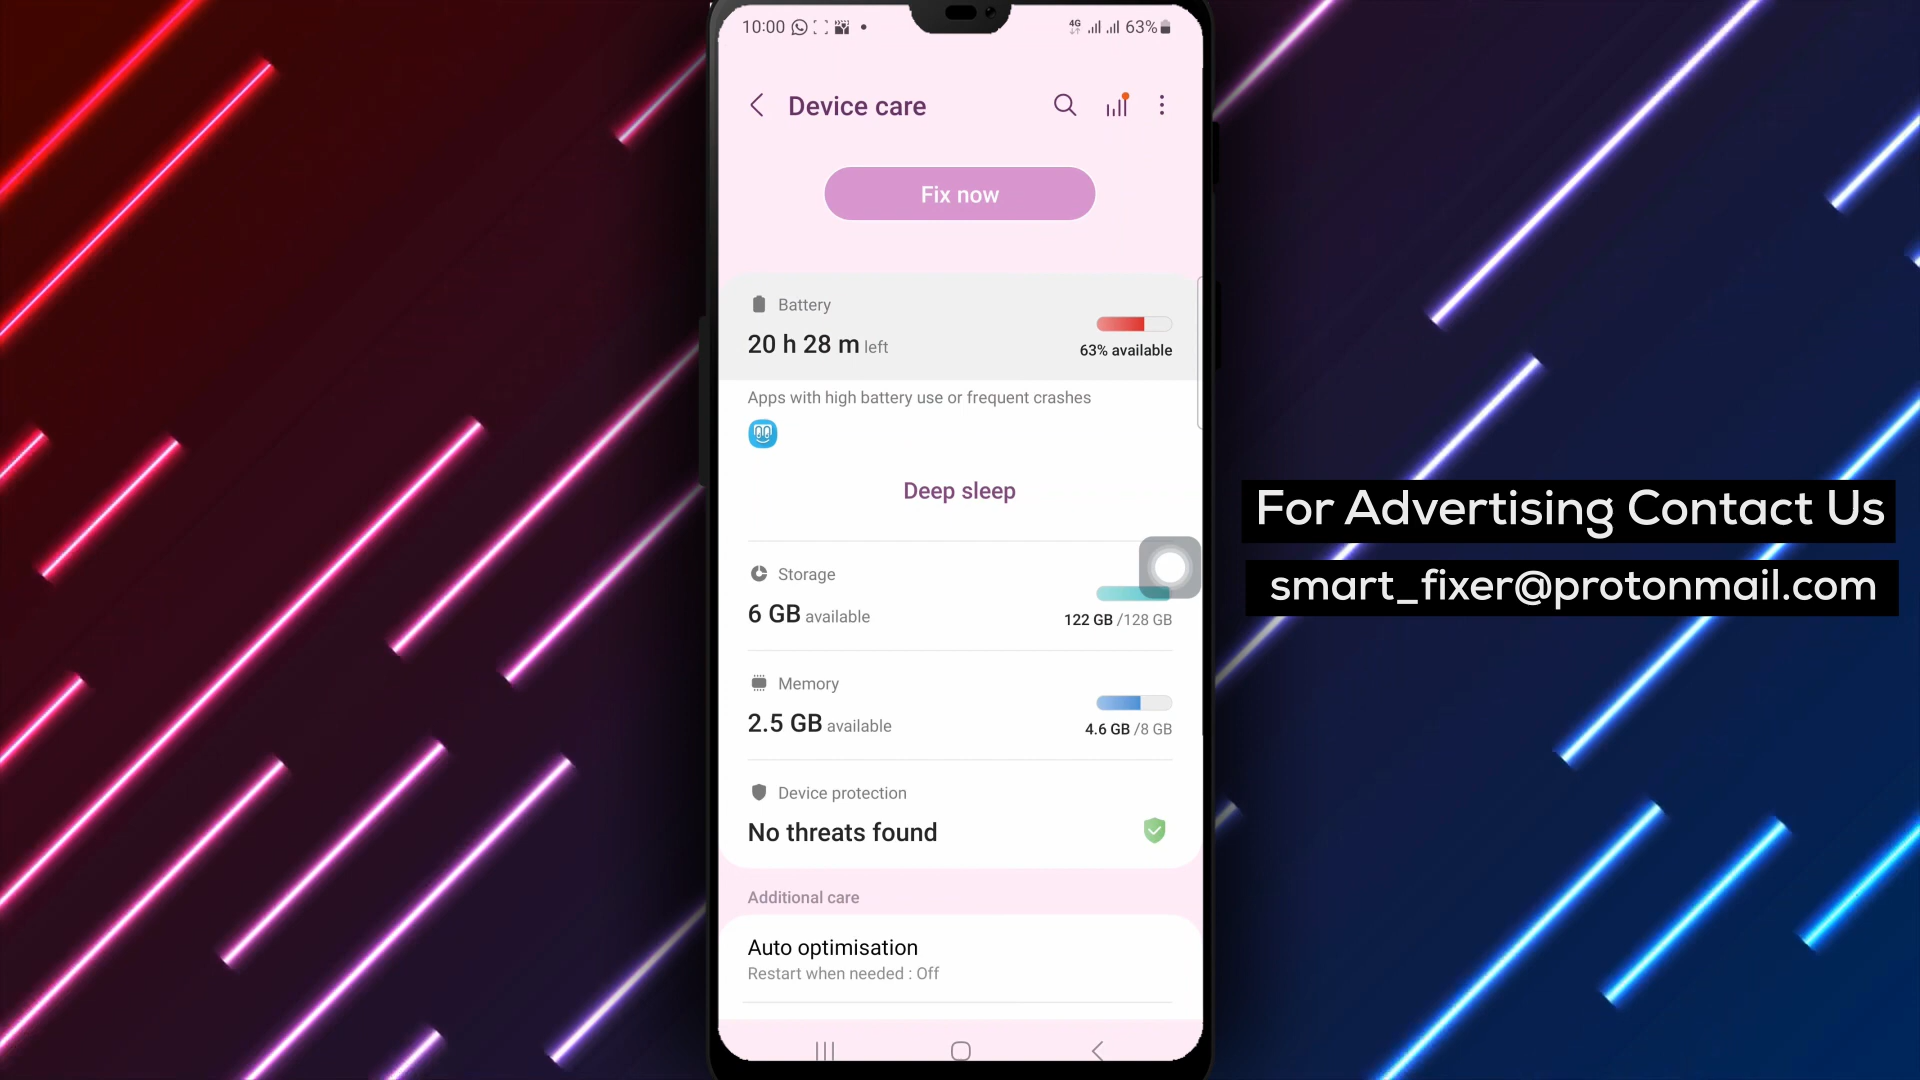 10:00
4G 63%
Device care
Fix now
Battery
20 h 28 m left
63% available
Apps with high battery use or frequent crashes
Deep sleep
Storage
6 GB available
122 GB /128 GB
Memory
2.5 GB available
4.6 GB /8 GB
Device protection
No threats found
Additional care
Auto optimisation
Restart when needed : Off
For Advertising Contact Us
smart_fixer@protonmail.com